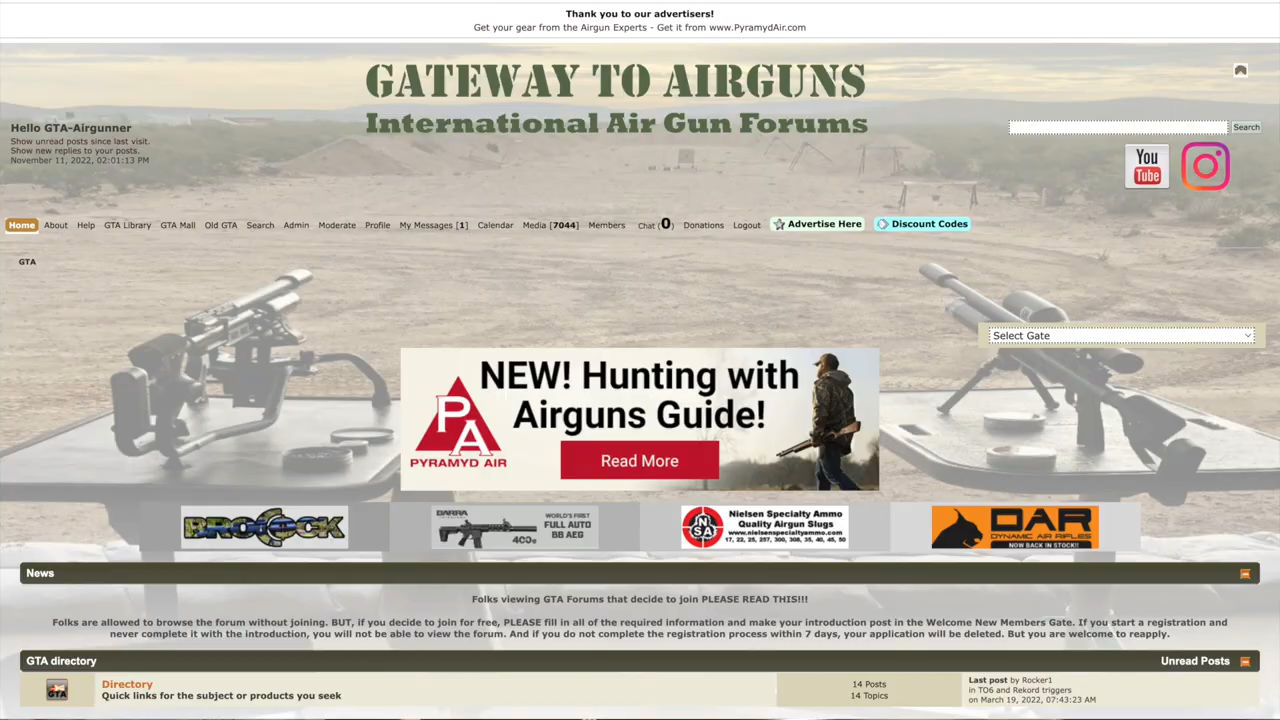 Thank you to our advertisers!
Get your gear from the Airgun Experts - Get it from www.PyramydAir.com
GATEWAY TO AIRGUNS
International Air Gun Forums
Hello GTA-Airgunner
Show unread posts since last visit.
Show new replies to your posts.
November 11, 2022, 02:01:13 PM
Search
You
Tube
Home About Help GTA Library GTA Mall Old GTA Search Admin Moderate Profile My Messages [1] Calendar Media [7044] Members Chat (0) Donations Logout Advertise Here Discount Codes
GTA
Select Gate
NEW! Hunting with
Airguns Guide!
PA
PYRAMYD AIR
Read More
BROCOCK
DARRA
400e
WORLD'S FIRST
FULL AUTO
BB AEG
NSA
Nielsen Specialty Ammo
Quality Airgun Slugs
www.nielsenspecialtyammo.com
17, 22, 25, 257, 300, 308, 35, 40, 45, 50
DAR
DYNAMIC AIR RIFLES
NOW BACK IN STOCK!!
News
Folks viewing GTA Forums that decide to join PLEASE READ THIS!!!
Folks are allowed to browse the forum without joining. BUT, if you decide to join for free, PLEASE fill in all of the required information and make your introduction post in the Welcome New Members Gate. If you start a registration and
never complete it with the introduction, you will not be able to view the forum. And if you do not complete the registration process within 7 days, your application will be deleted. But you are welcome to reapply.
GTA directory
Unread Posts
GTA
Directory
Quick links for the subject or products you seek
14 Posts
14 Topics
Last post by Rocker1
in TO6 and Rekord triggers
on March 19, 2022, 07:43:23 AM